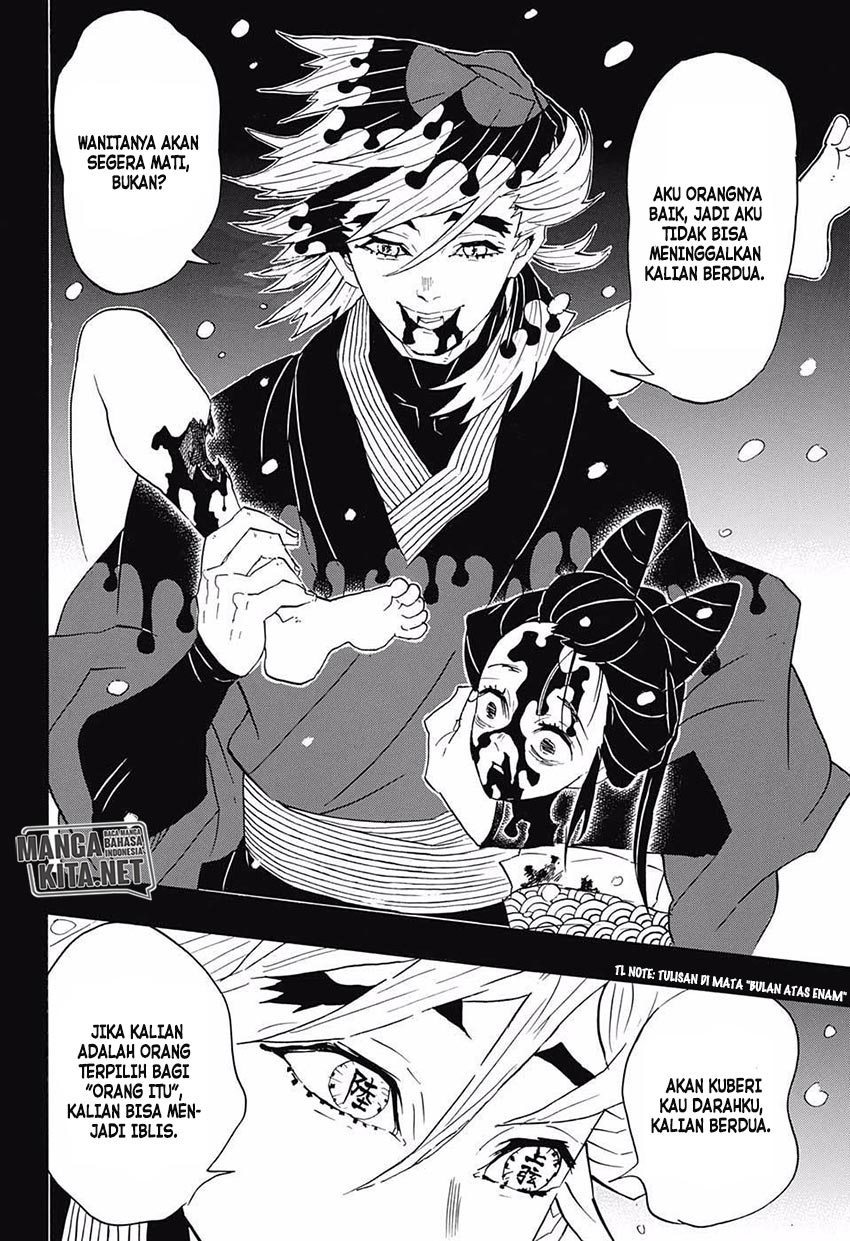 AKU ORANGNYA
BAIK, JADI AKU
TIDAK BISA
MENINGGALKAN
KALIAN BERDUA.
WANITANYA AKAN
SEGERA MATI,
BUKAN?
MANGA
KITA.NET
BACA MANGA
BAHASA
INDONESIA
TL NOTE: TULISAN DI MATA "BULAN ATAS ENAM"
AKAN KUBERI
KAU DARAHKU,
KALIAN BERDUA.
上弦
陸
JIKA KALIAN
ADALAH ORANG
TERPILIH BAGI
"ORANG ITU",
KALIAN BISA MEN-
JADI IBLIS.